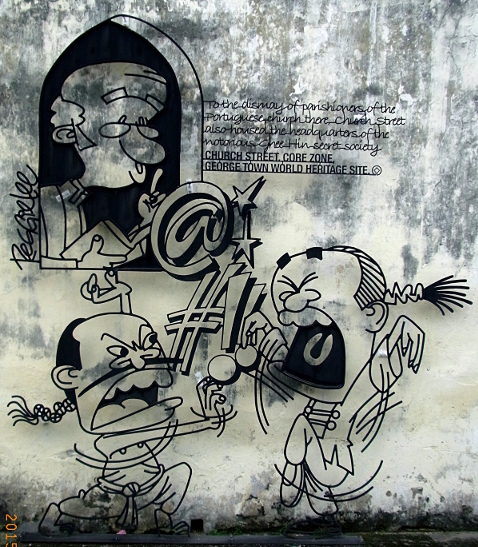 To the dismay of parishioners of the
Portuguese church there, Church Street
also housed the headquarters of the
notorious Ghee Hin secret society
CHURCH STREET, CORE ZONE,
GEORGE TOWN WORLD HERITAGE SITE. ©
Reggie Lee
@
#!
2015